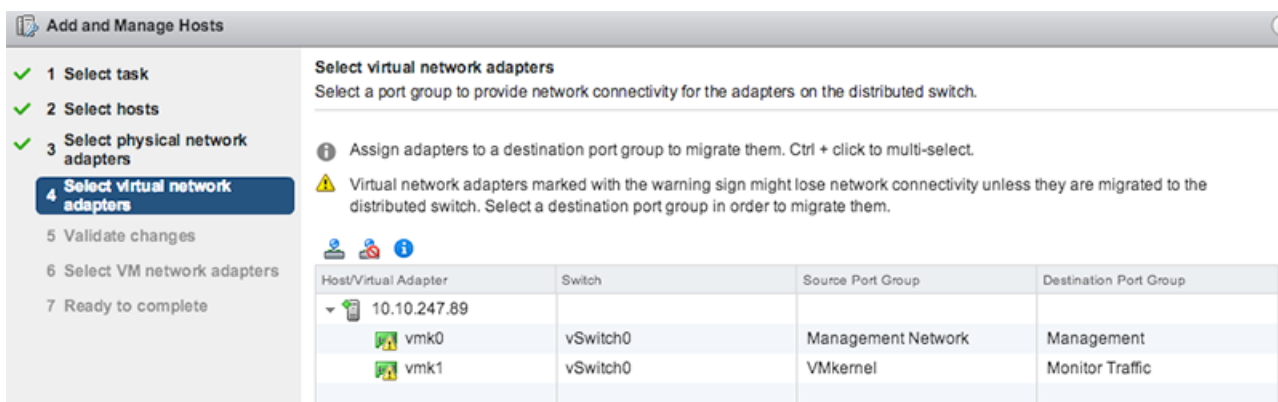 Add and Manage Hosts
1 Select task
2 Select hosts
3 Select physical network
adapters
4 Select virtual network
adapters
5 Validate changes
6 Select VM network adapters
7 Ready to complete
Select virtual network adapters
Select a port group to provide network connectivity for the adapters on the distributed switch.
Assign adapters to a destination port group to migrate them. Ctrl + click to multi-select.
Virtual network adapters marked with the warning sign might lose network connectivity unless they are migrated to the
distributed switch. Select a destination port group in order to migrate them.
Host/Virtual Adapter Switch Source Port Group Destination Port Group
10.10.247.89
vmk0 vSwitch0 Management Network Management
vmk1 vSwitch0 VMkernel Monitor Traffic